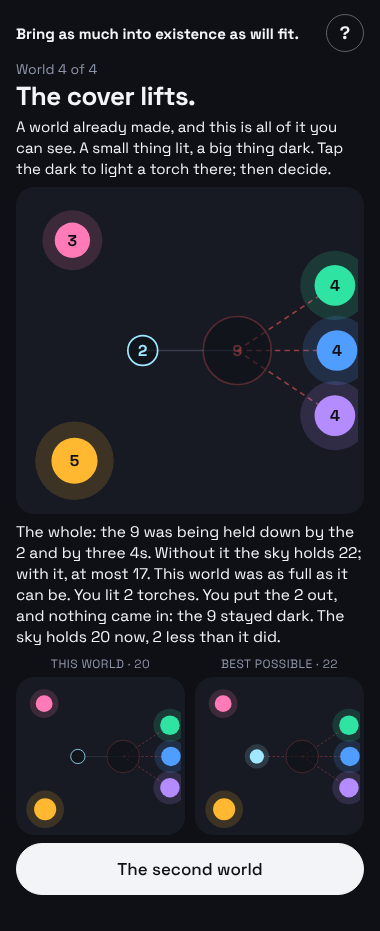 Bring as much into existence as will fit.
?
World 4 of 4
The cover lifts.
A world already made, and this is all of it you
can see. A small thing lit, a big thing dark. Tap
the dark to light a torch there; then decide.
3
4
2
9
4
4
5
The whole: the 9 was being held down by the
2 and by three 4s. Without it the sky holds 22;
with it, at most 17. This world was as full as it
can be. You lit 2 torches. You put the 2 out,
and nothing came in: the 9 stayed dark. The
sky holds 20 now, 2 less than it did.
THIS WORLD · 20
BEST POSSIBLE · 22
The second world